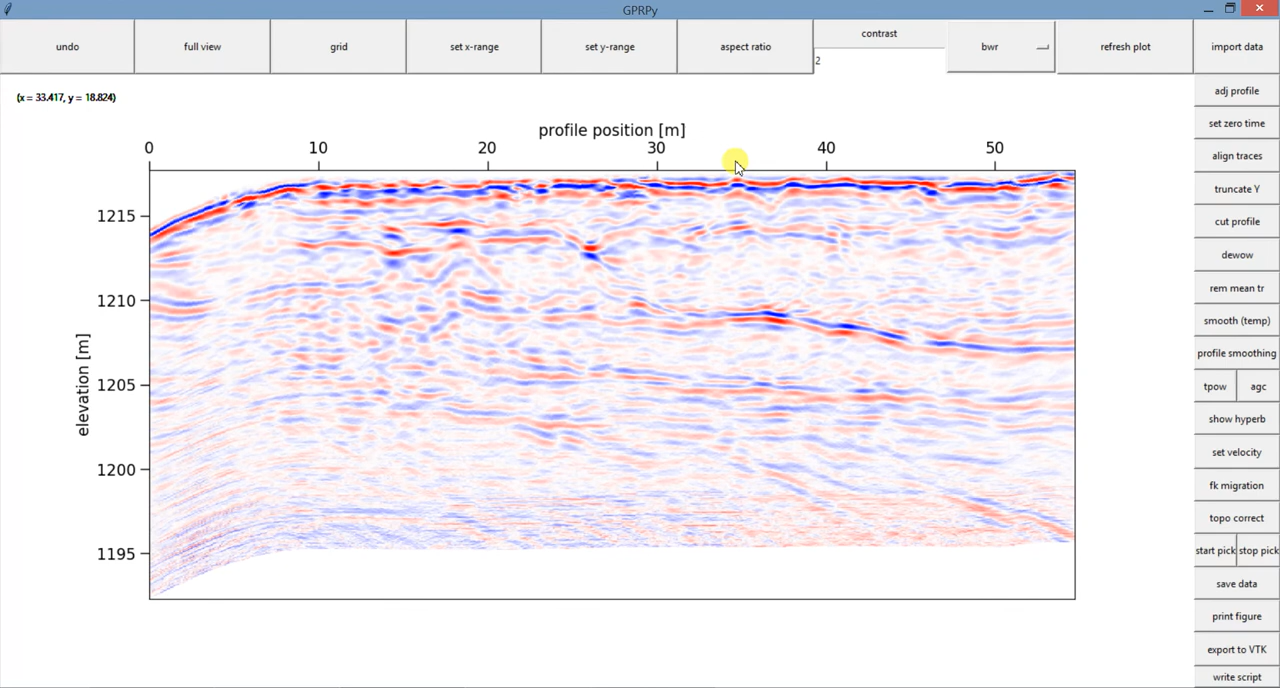 GPRPy
undo
full view
grid
set x-range
set y-range
aspect ratio
contrast
2
bwr
refresh plot
import data
(x = 33.417, y = 18.824)
adj profile
set zero time
align traces
truncate Y
cut profile
dewow
rem mean tr
smooth (temp)
profile smoothing
tpow
agc
show hyperb
set velocity
fk migration
topo correct
start pick
stop pick
save data
print figure
export to VTK
write script
profile position [m]
0 10 20 30 40 50
elevation [m]
1215
1210
1205
1200
1195